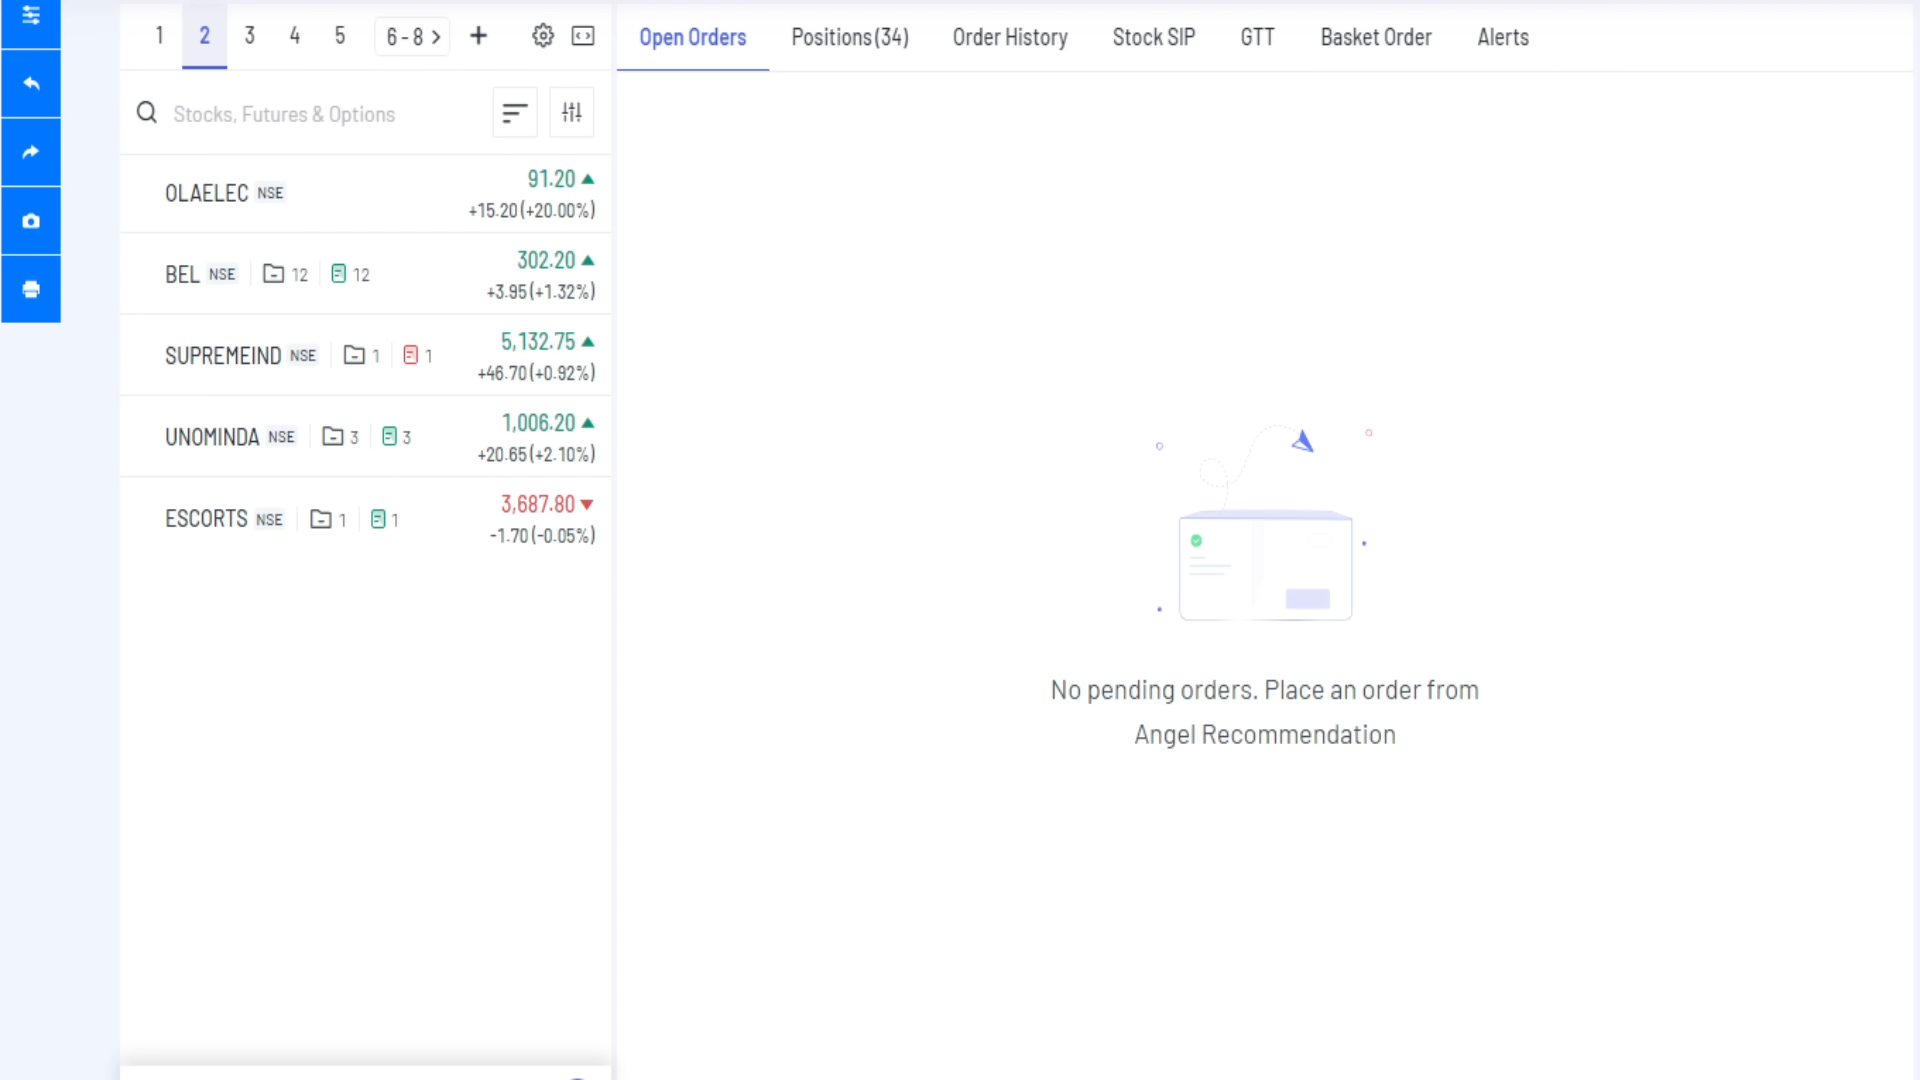 1 2 3 4 5 6 - 8 >
Open Orders Positions(34) Order History Stock SIP GTT Basket Order Alerts
Stocks, Futures & Options
OLAELEC NSE 91.20
+15.20(+20.00%)
BEL NSE 12 12 302.20
+3.95(+1.32%)
SUPREMEIND NSE 1 1 5,132.75
+46.70(+0.92%)
UNOMINDA NSE 3 3 1,006.20
+20.65(+2.10%)
ESCORTS NSE 1 1 3,687.80
-1.70(-0.05%)
No pending orders. Place an order from
Angel Recommendation